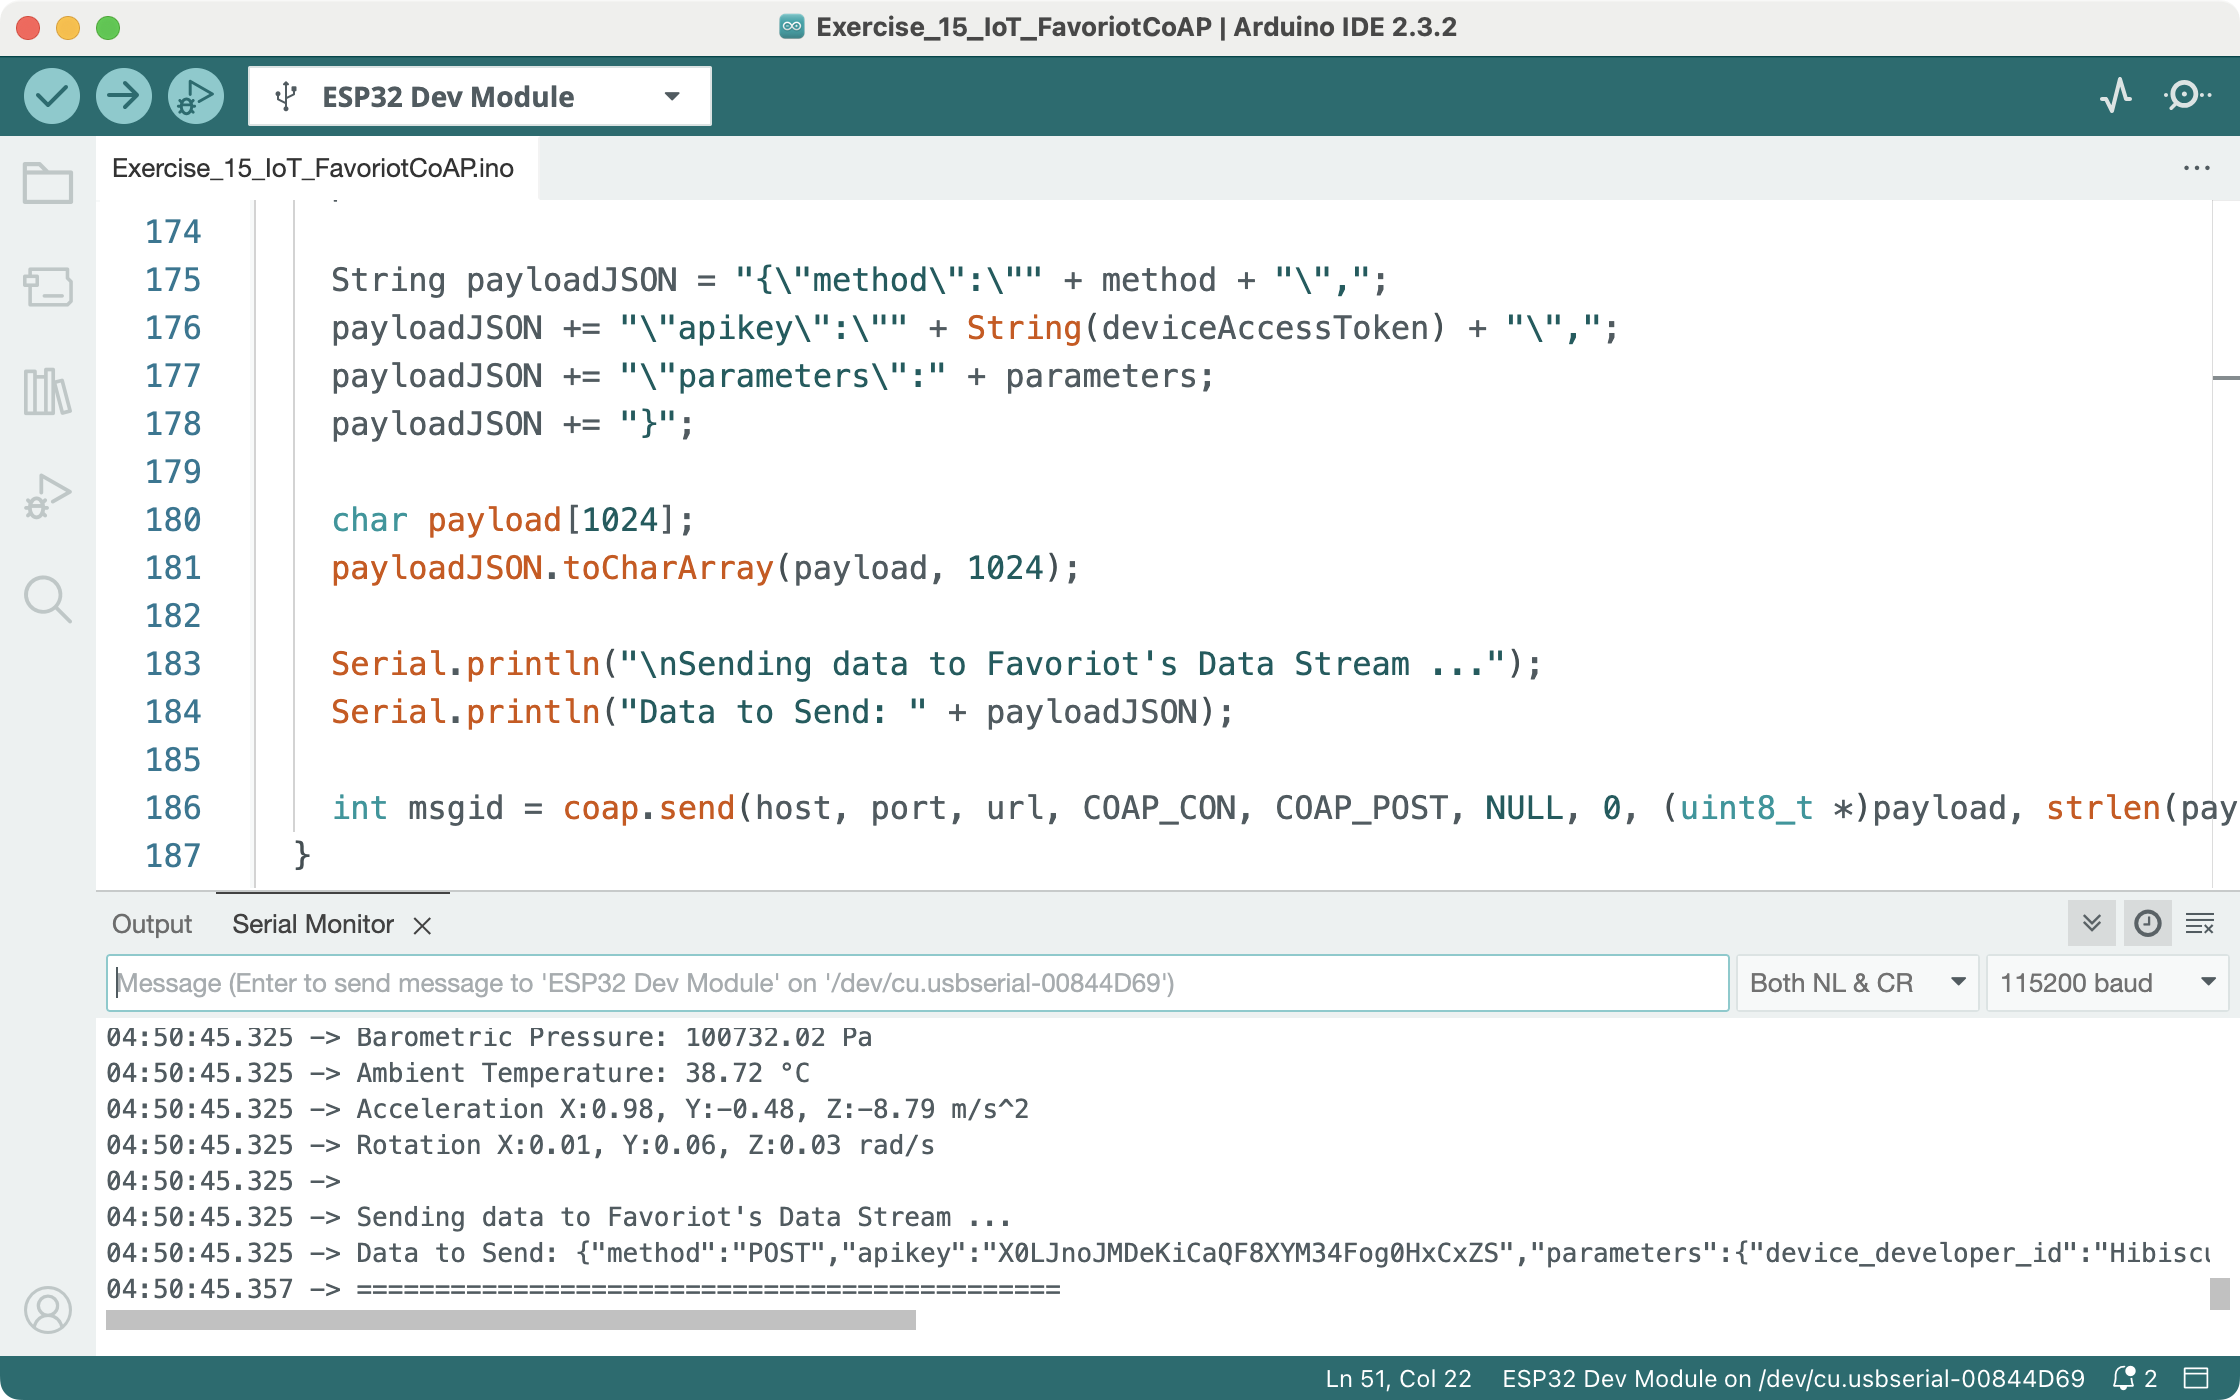 Exercise_15_IoT_FavoriotCoAP | Arduino IDE 2.3.2
ESP32 Dev Module
Exercise_15_IoT_FavoriotCoAP.ino
174
175 String payloadJSON = "{\"method\":\"" + method + "\",";
176 payloadJSON += "\"apikey\":\"" + String(deviceAccessToken) + "\",";
177 payloadJSON += "\"parameters\":" + parameters;
178 payloadJSON += "}";
179
180 char payload[1024];
181 payloadJSON.toCharArray(payload, 1024);
182
183 Serial.println("\nSending data to Favoriot's Data Stream ...");
184 Serial.println("Data to Send: " + payloadJSON);
185
186 int msgid = coap.send(host, port, url, COAP_CON, COAP_POST, NULL, 0, (uint8_t *)payload, strlen(pay
187 }
Output Serial Monitor
Message (Enter to send message to 'ESP32 Dev Module' on '/dev/cu.usbserial-00844D69') Both NL & CR 115200 baud
04:50:45.325 -> Barometric Pressure: 100732.02 Pa
04:50:45.325 -> Ambient Temperature: 38.72 °C
04:50:45.325 -> Acceleration X:0.98, Y:-0.48, Z:-8.79 m/s^2
04:50:45.325 -> Rotation X:0.01, Y:0.06, Z:0.03 rad/s
04:50:45.325 ->
04:50:45.325 -> Sending data to Favoriot's Data Stream ...
04:50:45.325 -> Data to Send: {"method":"POST","apikey":"X0LJnoJMDeKiCaQF8XYM34Fog0HxCxZS","parameters":{"device_developer_id":"Hibiscu
04:50:45.357 -> =============================================
Ln 51, Col 22 ESP32 Dev Module on /dev/cu.usbserial-00844D69 2